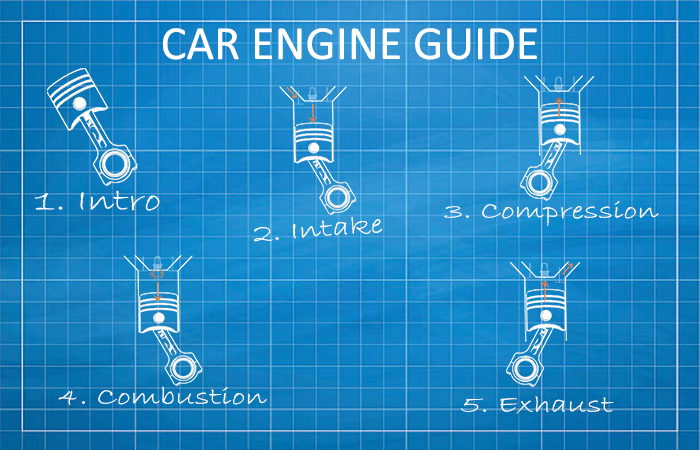 CAR ENGINE GUIDE
1. Intro
2. Intake
3. Compression
4. Combustion
5. Exhaust